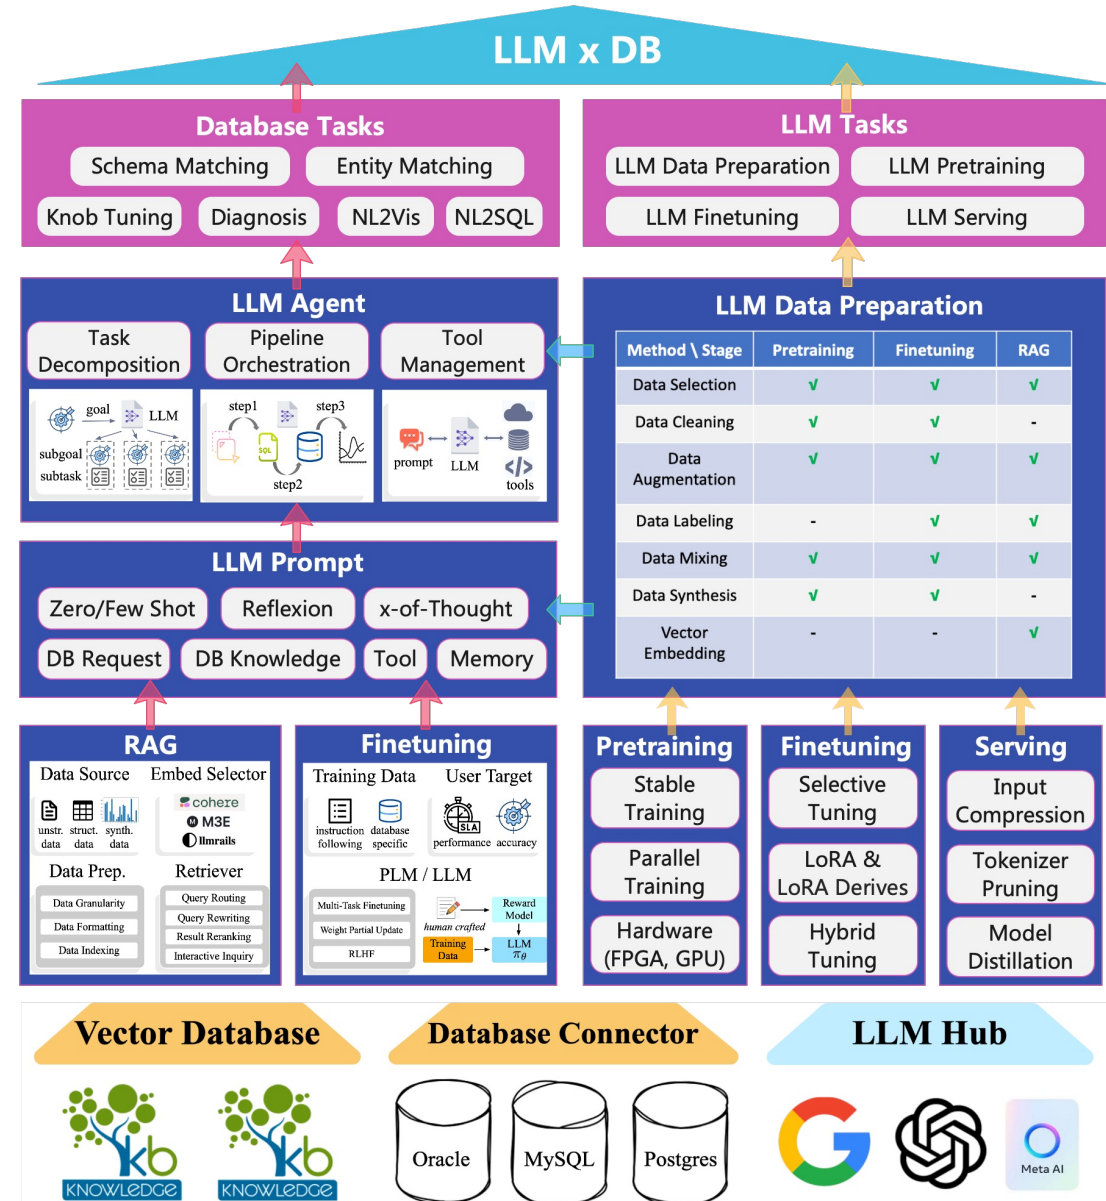 LLM x DB
Database Tasks
Schema Matching
Entity Matching
Knob Tuning
Diagnosis
NL2Vis
NL2SQL
LLM Tasks
LLM Data Preparation
LLM Pretraining
LLM Finetuning
LLM Serving
LLM Agent
Task
Decomposition
Pipeline
Orchestration
Tool
Management
goal
LLM
subgoal
subtask
step1
step3
SQL
step2
prompt
LLM
tools
LLM Data Preparation
Method \ Stage Pretraining Finetuning RAG
Data Selection √ √ √
Data Cleaning √ √ -
Data
Augmentation √ √ √
Data Labeling - √ √
Data Mixing √ √ √
Data Synthesis √ √ -
Vector
Embedding - - √
LLM Prompt
Zero/Few Shot
Reflexion
x-of-Thought
DB Request
DB Knowledge
Tool
Memory
RAG
Data Source
unstr.
data
struct.
data
synth.
data
Embed Selector
cohere
M M3E
llmrails
Data Prep.
Data Granularity
Data Formatting
Data Indexing
Retriever
Query Routing
Query Rewriting
Result Reranking
Interactive Inquiry
Finetuning
Training Data
instruction
following
database
specific
User Target
SLA
performance
accuracy
PLM / LLM
Multi-Task Finetuning
Weight Partial Update
RLHF
human crafted
Reward
Model
Training
Data
LLM
πθ
Pretraining
Stable
Training
Parallel
Training
Hardware
(FPGA, GPU)
Finetuning
Selective
Tuning
LoRA &
LoRA Derives
Hybrid
Tuning
Serving
Input
Compression
Tokenizer
Pruning
Model
Distillation
Vector Database
kb
KNOWLEDGE
kb
KNOWLEDGE
Database Connector
Oracle
MySQL
Postgres
LLM Hub
G
Meta AI